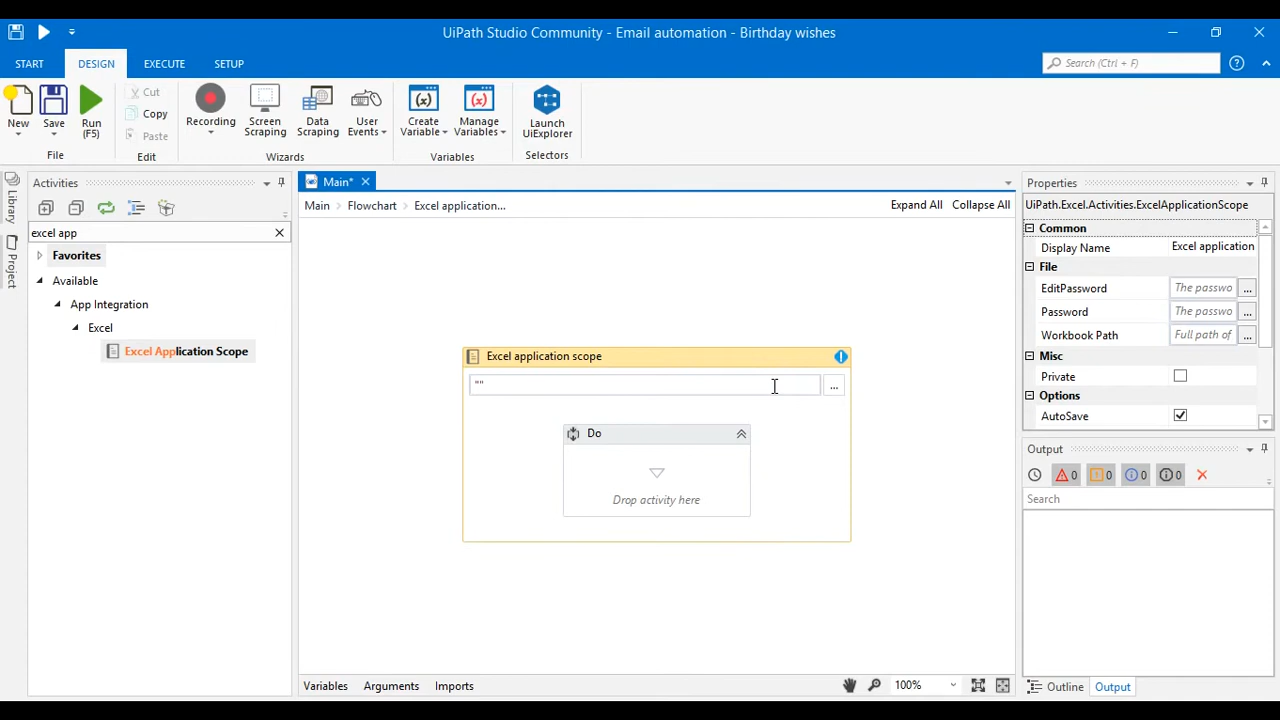 UiPath Studio Community - Email automation - Birthday wishes
START DESIGN EXECUTE SETUP
Search (Ctrl + F)
New
Save
Run
(F5)
File
Cut
Copy
Paste
Edit
Recording
Screen
Scraping
Data
Scraping
User
Events
Wizards
Create
Variable
Manage
Variables
Variables
Launch
UiExplorer
Selectors
Library
Project
Activities
excel app
Favorites
Available
App Integration
Excel
Excel Application Scope
Main*
Main Flowchart Excel application...
Expand All Collapse All
Excel application scope
""
...
Do
Drop activity here
Variables Arguments Imports
100%
Properties
UiPath.Excel.Activities.ExcelApplicationScope
Common
Display Name Excel application
File
EditPassword The passwo ...
Password The passwo ...
Workbook Path Full path of ...
Misc
Private
Options
AutoSave
Output
0 0 0 0
Search
Outline Output